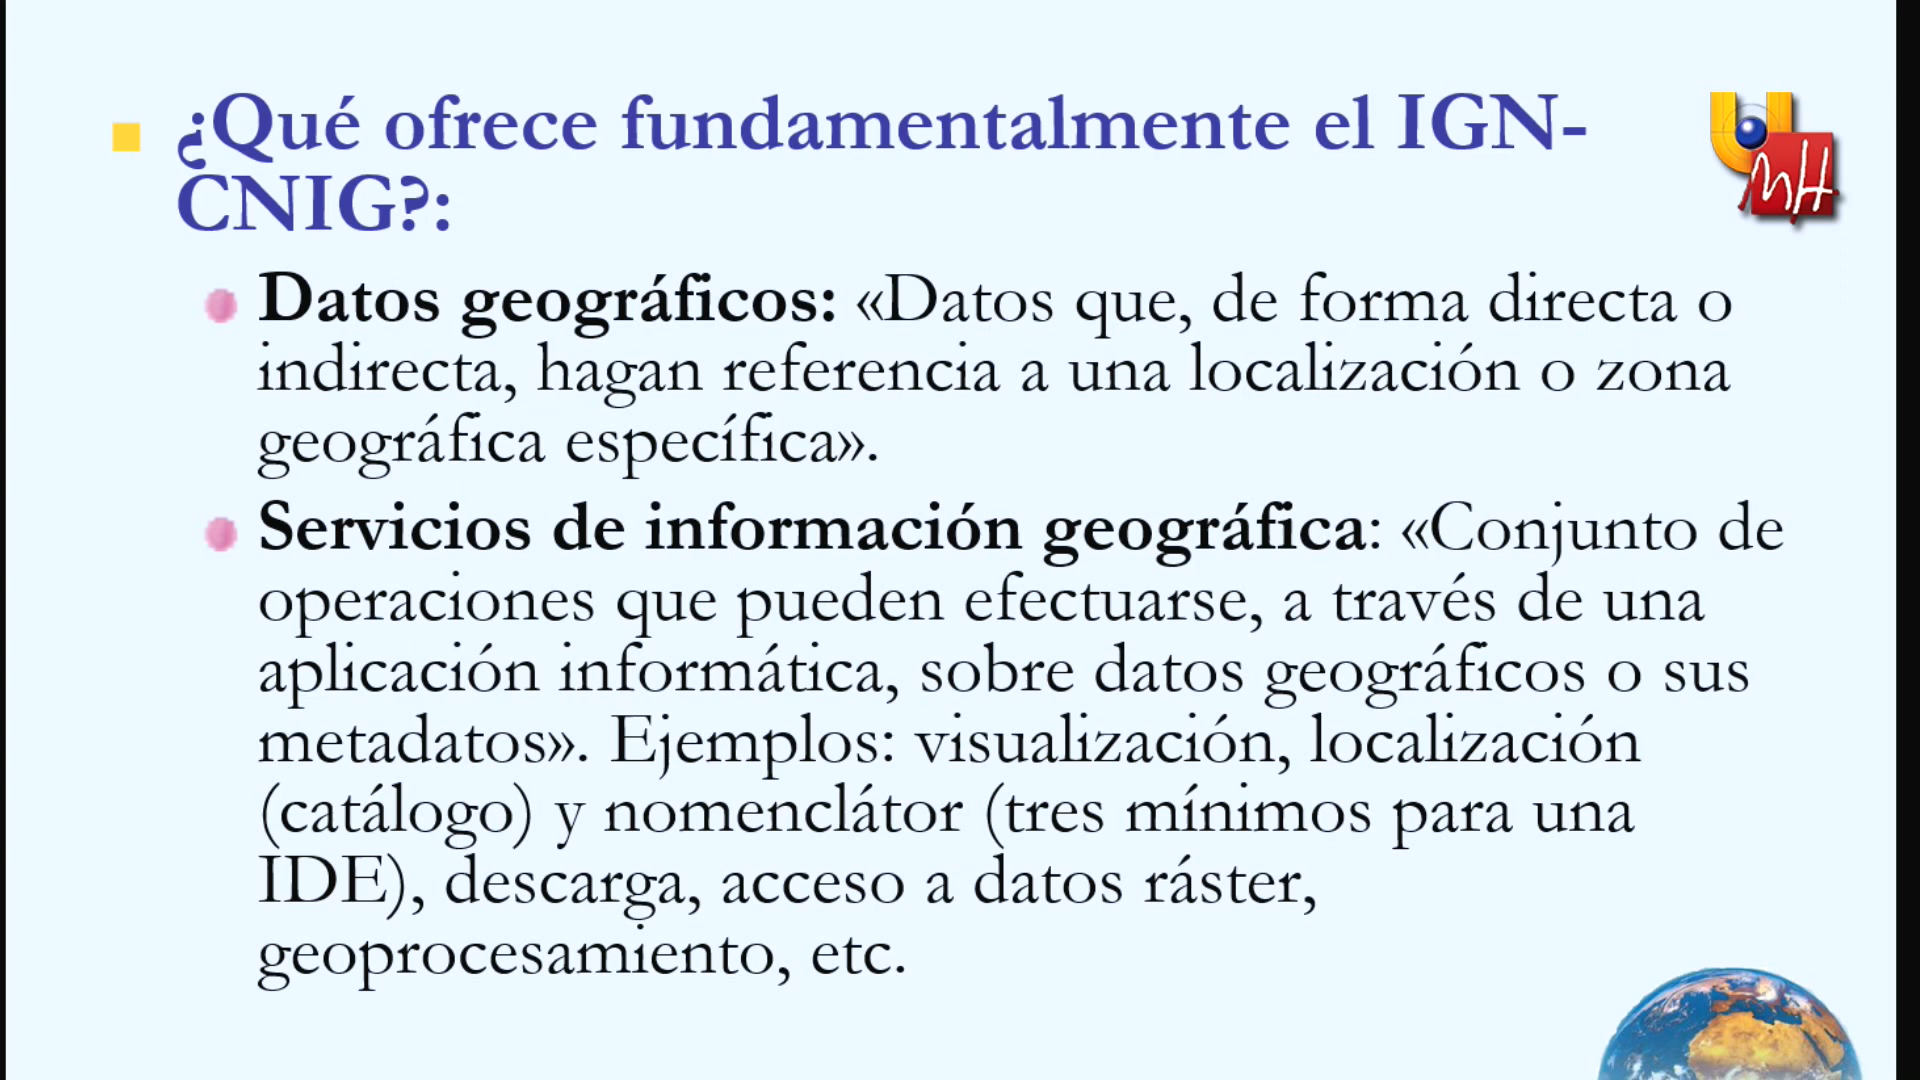 ¿Qué ofrece fundamentalmente el IGN-
CNIG?:
UMH
Datos geográficos: «Datos que, de forma directa o
indirecta, hagan referencia a una localización o zona
geográfica específica».
Servicios de información geográfica: «Conjunto de
operaciones que pueden efectuarse, a través de una
aplicación informática, sobre datos geográficos o sus
metadatos». Ejemplos: visualización, localización
(catálogo) y nomenclátor (tres mínimos para una
IDE), descarga, acceso a datos ráster,
geoprocesamiento, etc.